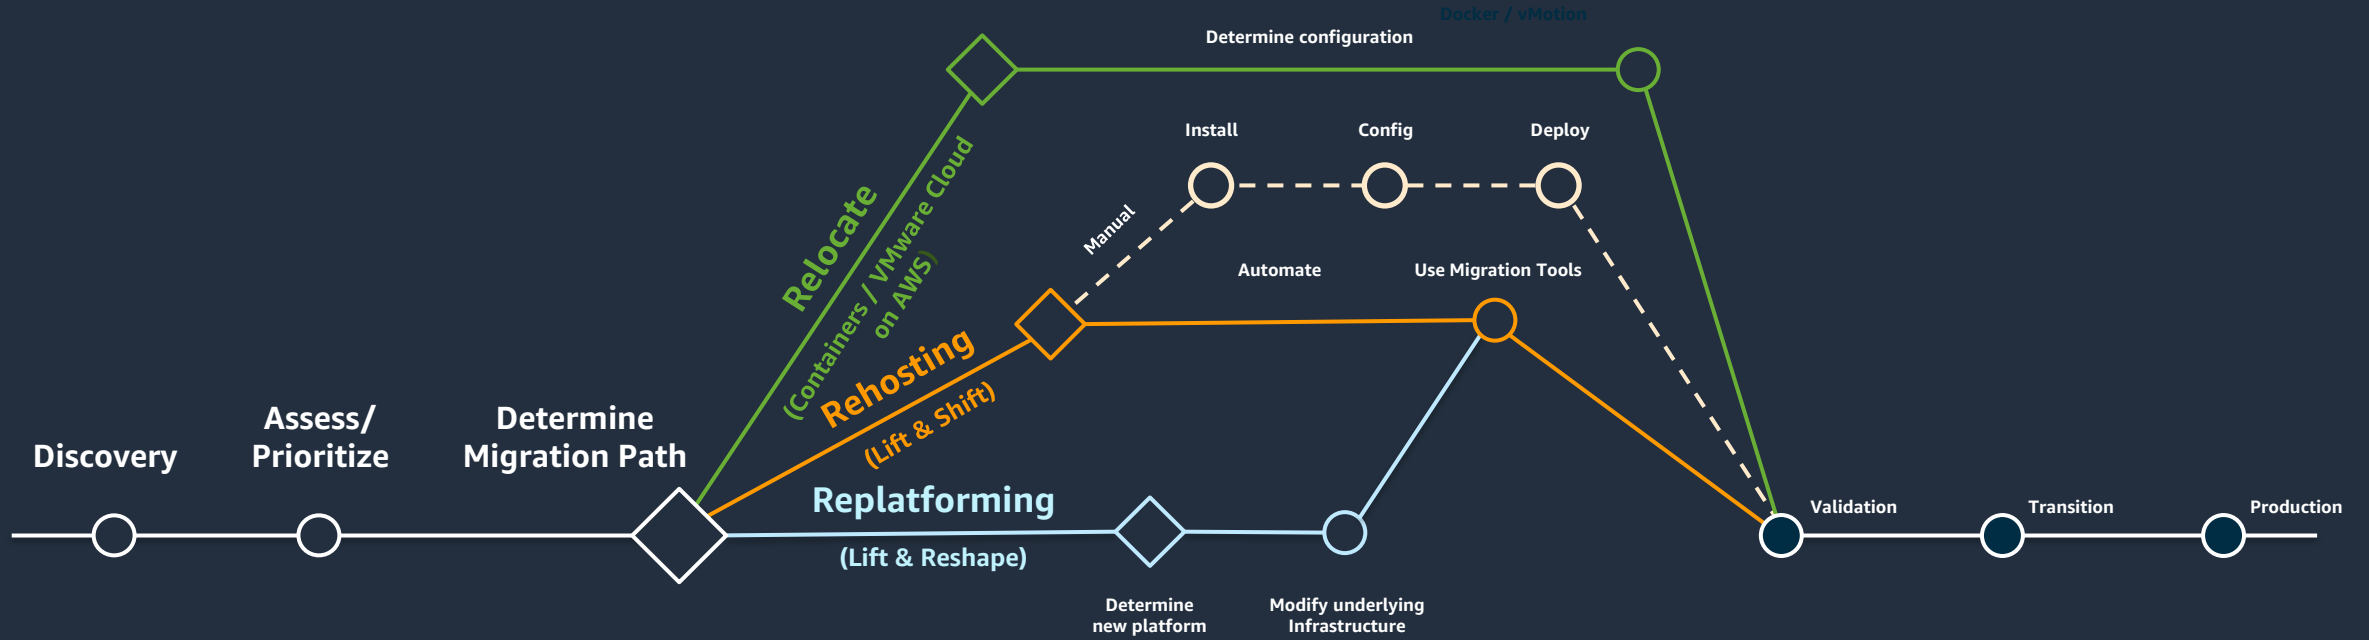 Docker / vMotion
Determine configuration
Install
Config
Deploy
Manual
Relocate
(Containers / VMware Cloud
on AWS)
Automate
Use Migration Tools
Rehosting
(Lift & Shift)
Discovery
Assess/
Prioritize
Determine
Migration Path
Replatforming
(Lift & Reshape)
Validation
Transition
Production
Determine
new platform
Modify underlying
Infrastructure